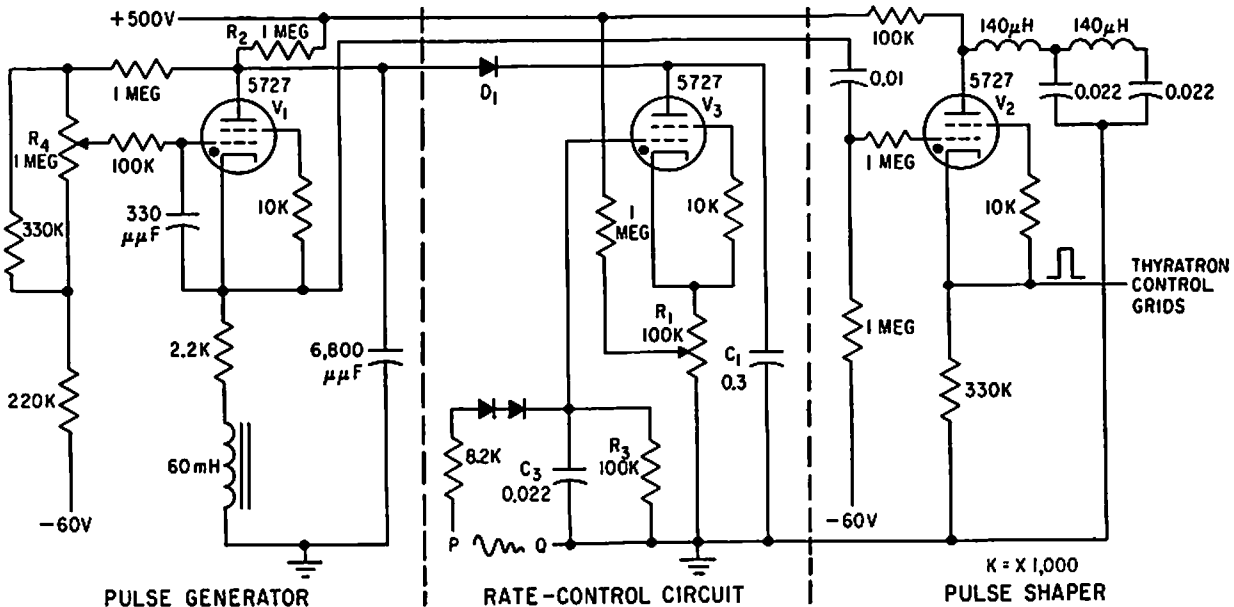 +500V
R2 1 MEG
100K
140μH
140μH
1 MEG
5727
V1
D1
5727
V3
0.01
5727
V2
0.022
0.022
R4
1 MEG
100K
1 MEG
330K
330
μμF
10K
1
MEG
10K
10K
THYRATRON
CONTROL
GRIDS
2.2K
6,800
μμF
R1
100K
C1
0.3
1 MEG
220K
330K
60mH
8.2K
C3
0.022
R3
100K
-60V
P
Q
-60V
K = X 1,000
PULSE GENERATOR
RATE-CONTROL CIRCUIT
PULSE SHAPER